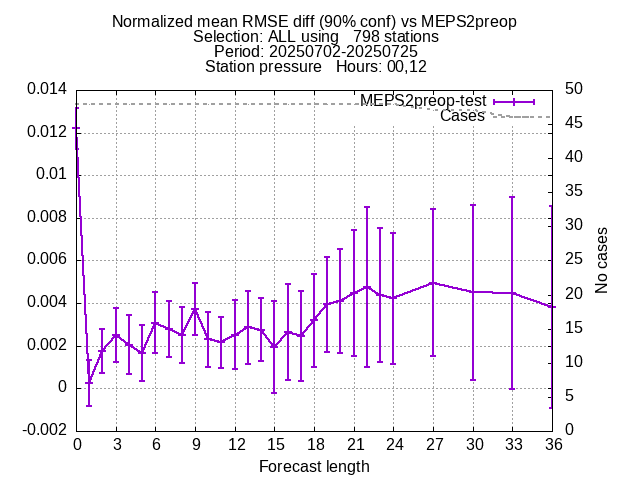 Normalized mean RMSE diff (90% conf) vs MEPS2preop
Selection: ALL using   798 stations
Period: 20250702-20250725
Station pressure   Hours: 00,12
MEPS2preop-test
Cases
0.014
0.012
0.01
0.008
0.006
0.004
0.002
0
-0.002
50
45
40
35
30
25
20
15
10
5
0
No cases
0 3 6 9 12 15 18 21 24 27 30 33 36
Forecast length